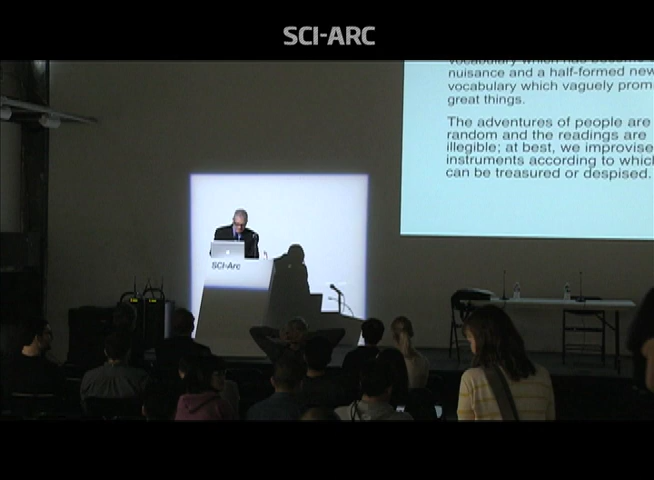 SCI-ARC
vocabulary which has become
nuisance and a half-formed new
vocabulary which vaguely prom
great things.
The adventures of people are
random and the readings are
illegible; at best, we improvise
instruments according to which
can be treasured or despised.
SCI-Arc